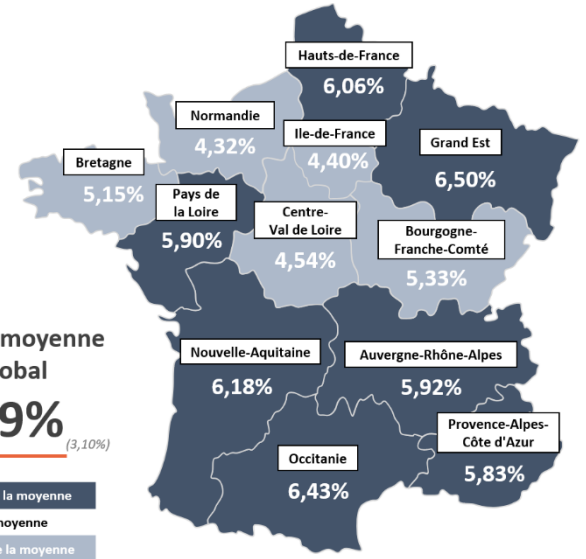 Hauts-de-France
6,06%
Normandie
4,32%
Ile-de-France
4,40%
Grand Est
6,50%
Bretagne
5,15%
Pays de
la Loire
5,90%
Centre-
Val de Loire
4,54%
Bourgogne-
Franche-Comté
5,33%
moyenne
9%
(3,10%)
Nouvelle-Aquitaine
6,18%
Auvergne-Rhône-Alpes
5,92%
Provence-Alpes-
Côte d'Azur
5,83%
Occitanie
6,43%
la moyenne
moyenne
la moyenne